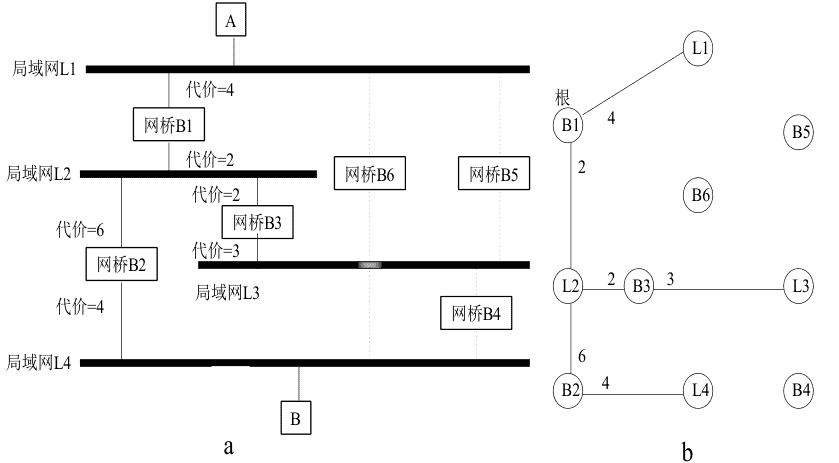 A
局域网L1
代价=4
网桥B1
代价=2
局域网L2
代价=2
网桥B6
网桥B5
代价=6
网桥B3
网桥B2
代价=3
代价=4
局域网L3
网桥B4
局域网L4
B
a
L1
根
B1
4
B5
2
B6
L2
2
B3
3
L3
6
B2
4
L4
B4
b